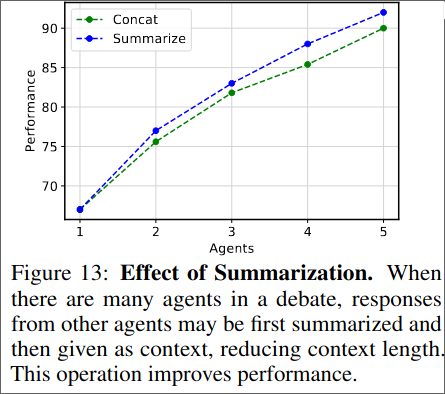 90
85
80
75
70
Performance
Concat
Summarize
1 2 3 4 5
Agents
Figure 13: Effect of Summarization. When
there are many agents in a debate, responses
from other agents may be first summarized and
then given as context, reducing context length.
This operation improves performance.